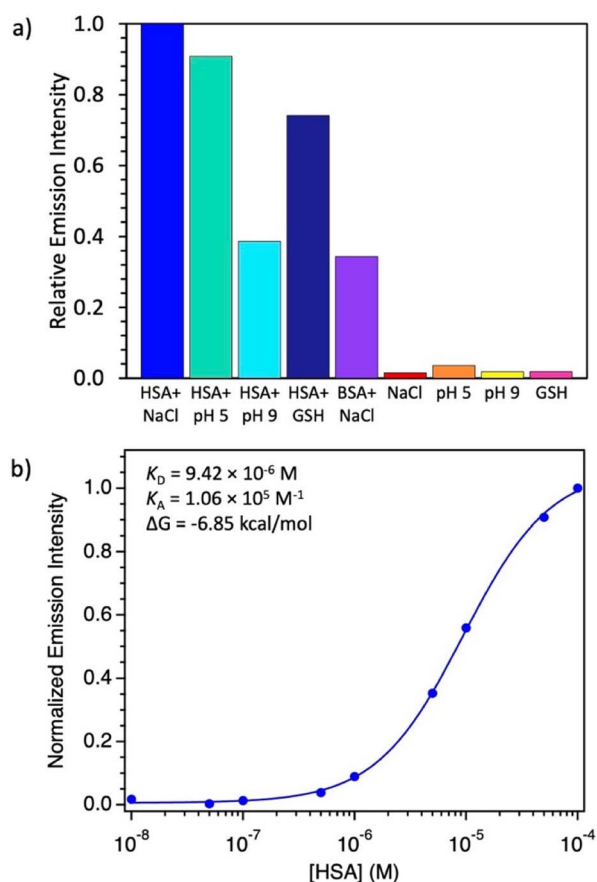 a)
Relative Emission Intensity
1.0
0.8
0.6
0.4
0.2
0.0
HSA+ HSA+ HSA+ HSA+ BSA+ NaCl pH 5 pH 9 GSH
NaCl pH 5 pH 9 GSH NaCl
b)
Normalized Emission Intensity
K_D = 9.42 × 10⁻⁶ M
K_A = 1.06 × 10⁵ M⁻¹
ΔG = -6.85 kcal/mol
1.0
0.8
0.6
0.4
0.2
0.0
10⁻⁸ 10⁻⁷ 10⁻⁶ 10⁻⁵ 10⁻⁴
[HSA] (M)